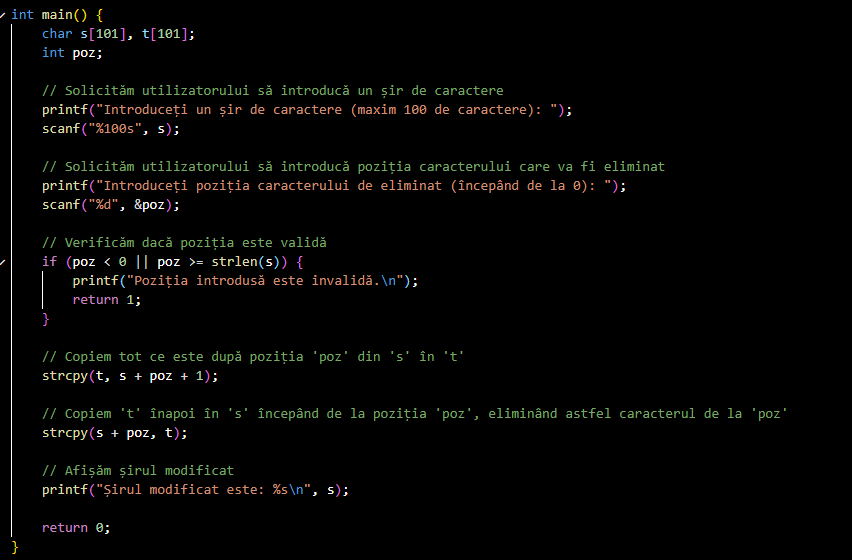 int main() {
    char s[101], t[101];
    int poz;

    // Solicităm utilizatorului să introducă un șir de caractere
    printf("Introduceți un șir de caractere (maxim 100 de caractere): ");
    scanf("%100s", s);

    // Solicităm utilizatorului să introducă poziția caracterului care va fi eliminat
    printf("Introduceți poziția caracterului de eliminat (începând de la 0): ");
    scanf("%d", &poz);

    // Verificăm dacă poziția este validă
    if (poz < 0 || poz >= strlen(s)) {
        printf("Poziția introdusă este invalidă.\n");
        return 1;
    }

    // Copiem tot ce este după poziția 'poz' din 's' în 't'
    strcpy(t, s + poz + 1);

    // Copiem 't' înapoi în 's' începând de la poziția 'poz', eliminând astfel caracterul de la 'poz'
    strcpy(s + poz, t);

    // Afișăm șirul modificat
    printf("Șirul modificat este: %s\n", s);

    return 0;
}